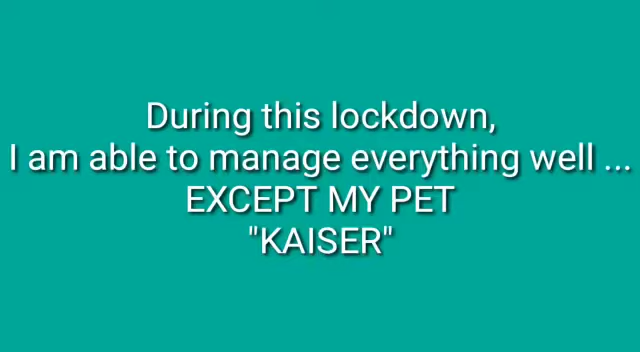 During this lockdown,
I am able to manage everything well ...
EXCEPT MY PET
"KAISER"